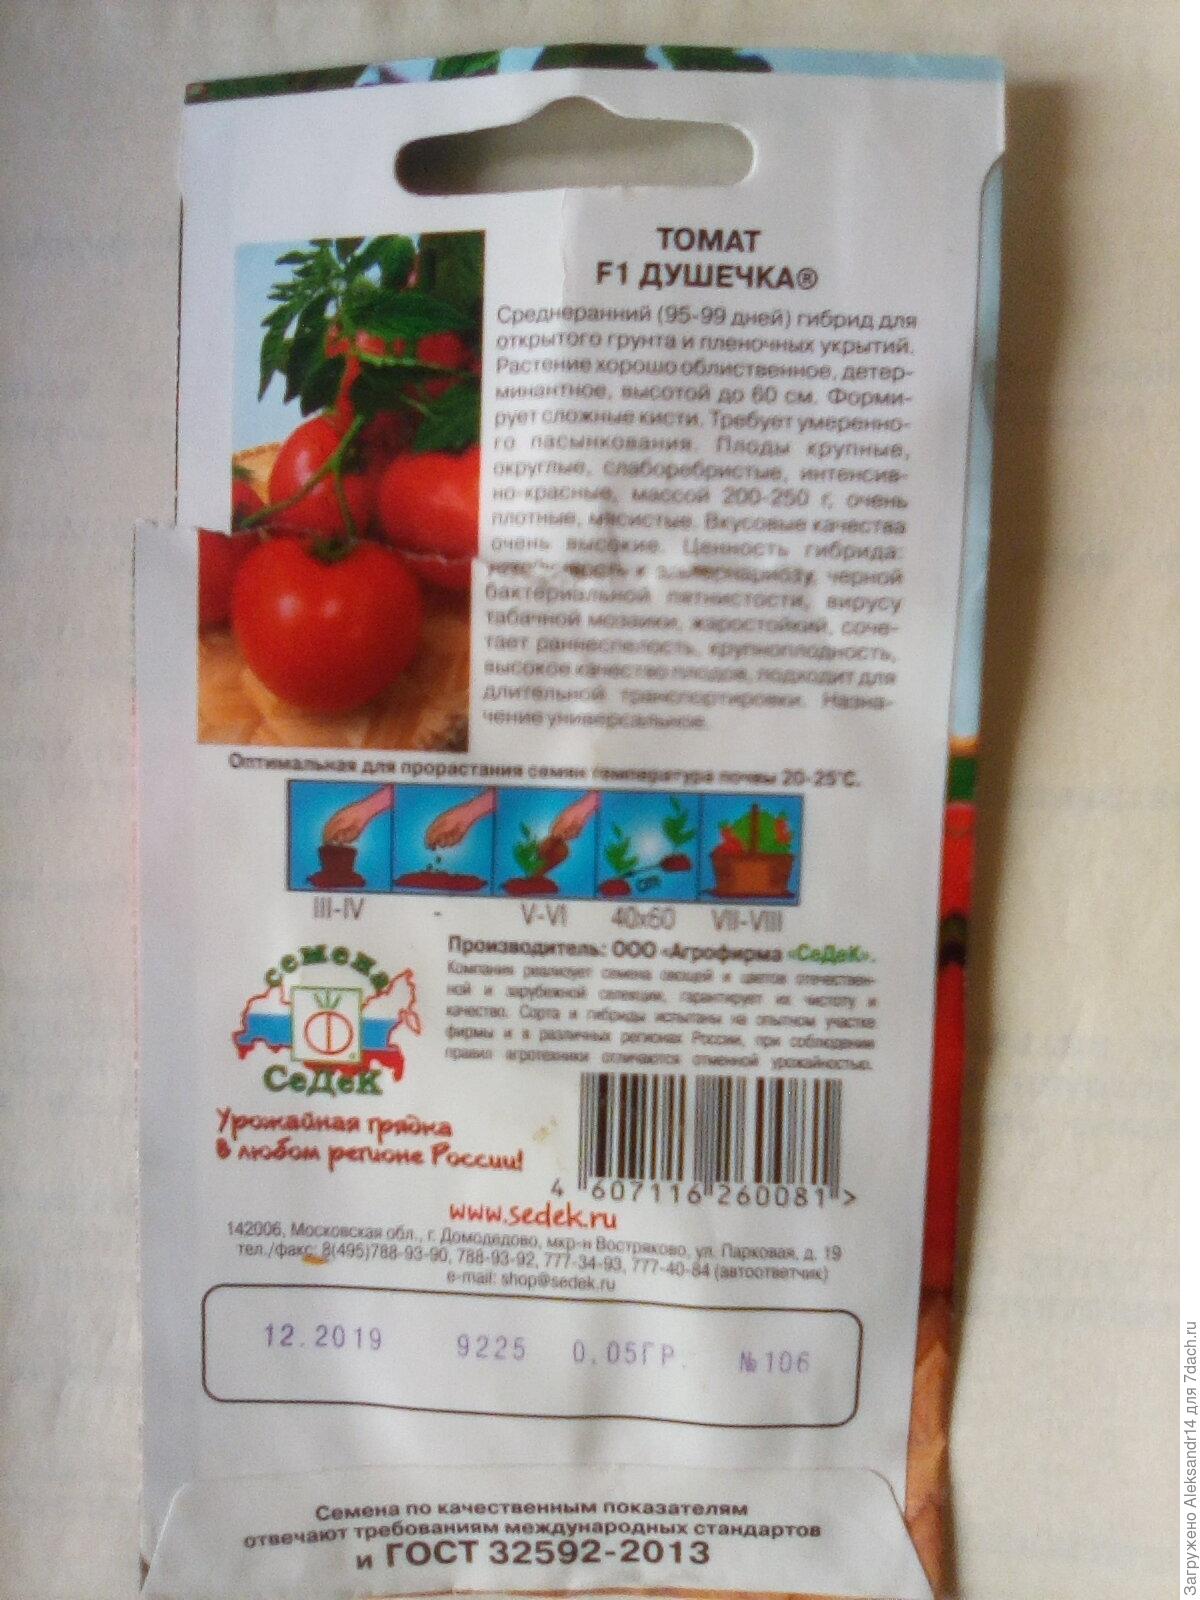 ТОМАТ
F1 ДУШЕЧКА®
Среднеранний (95-99 дней) гибрид для
открытого грунта и пленочных укрытий.
Растение хорошо облиственное, детер-
минантное, высотой до 60 см. Форми-
рует сложные кисти. Требует умеренно-
го пасынкования. Плоды крупные,
округлые, слаборебристые, интенсив-
но-красные, массой 200-250 г, очень
плотные, мясистые. Вкусовые качества
очень высокие. Ценность гибрида:
к альтернариозу, черной
бактериальной пятнистости, вирусу
табачной мозаики, жаростойкий, соче-
тает раннеспелость, крупноплодность,
высокое качество плодов, подходит для
длительной транспортировки. Назна-
чение универсальное.
Оптимальная для прорастания семян температура почвы 20-25°С.
III-IV - V-VI 40x60 VII-VIII
семена
СеДеК
Урожайная грядка
в любом регионе России!
Производитель: ООО «Агрофирма «СеДеК».
Компания реализует семена овощей и цветов отечествен-
ной и зарубежной селекции, гарантирует их чистоту и
качество. Сорта и гибриды испытаны на опытном участке
фирмы и в различных регионах России, при соблюдении
правил агротехники отличаются отменной урожайностью.
4 607116 260081 >
www.sedek.ru
142006, Московская обл., г. Домодедово, мкр-н Востряково, ул. Парковая, д. 19
тел./факс: 8(495)788-93-90, 788-93-92, 777-34-93, 777-40-84 (автоответчик)
e-mail: shop@sedek.ru
12.2019 9225 0,05ГР. №106
Семена по качественным показателям
отвечают требованиям международных стандартов
и ГОСТ 32592-2013
Загружено Aleksandr14 для 7dach.ru